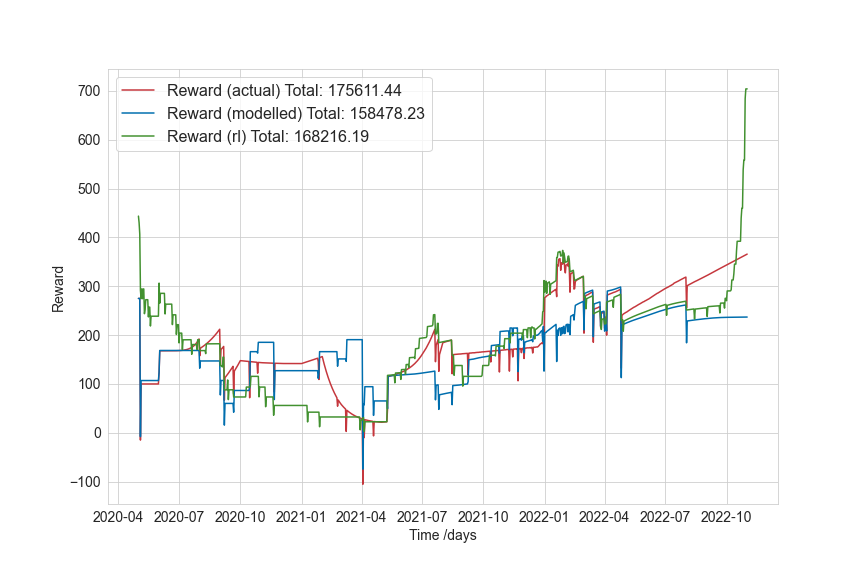 Reward (actual) Total: 175611.44
Reward (modelled) Total: 158478.23
Reward (rl) Total: 168216.19
700
600
500
400
300
200
100
0
−100
Reward
2020-04 2020-07 2020-10 2021-01 2021-04 2021-07 2021-10 2022-01 2022-04 2022-07 2022-10
Time /days